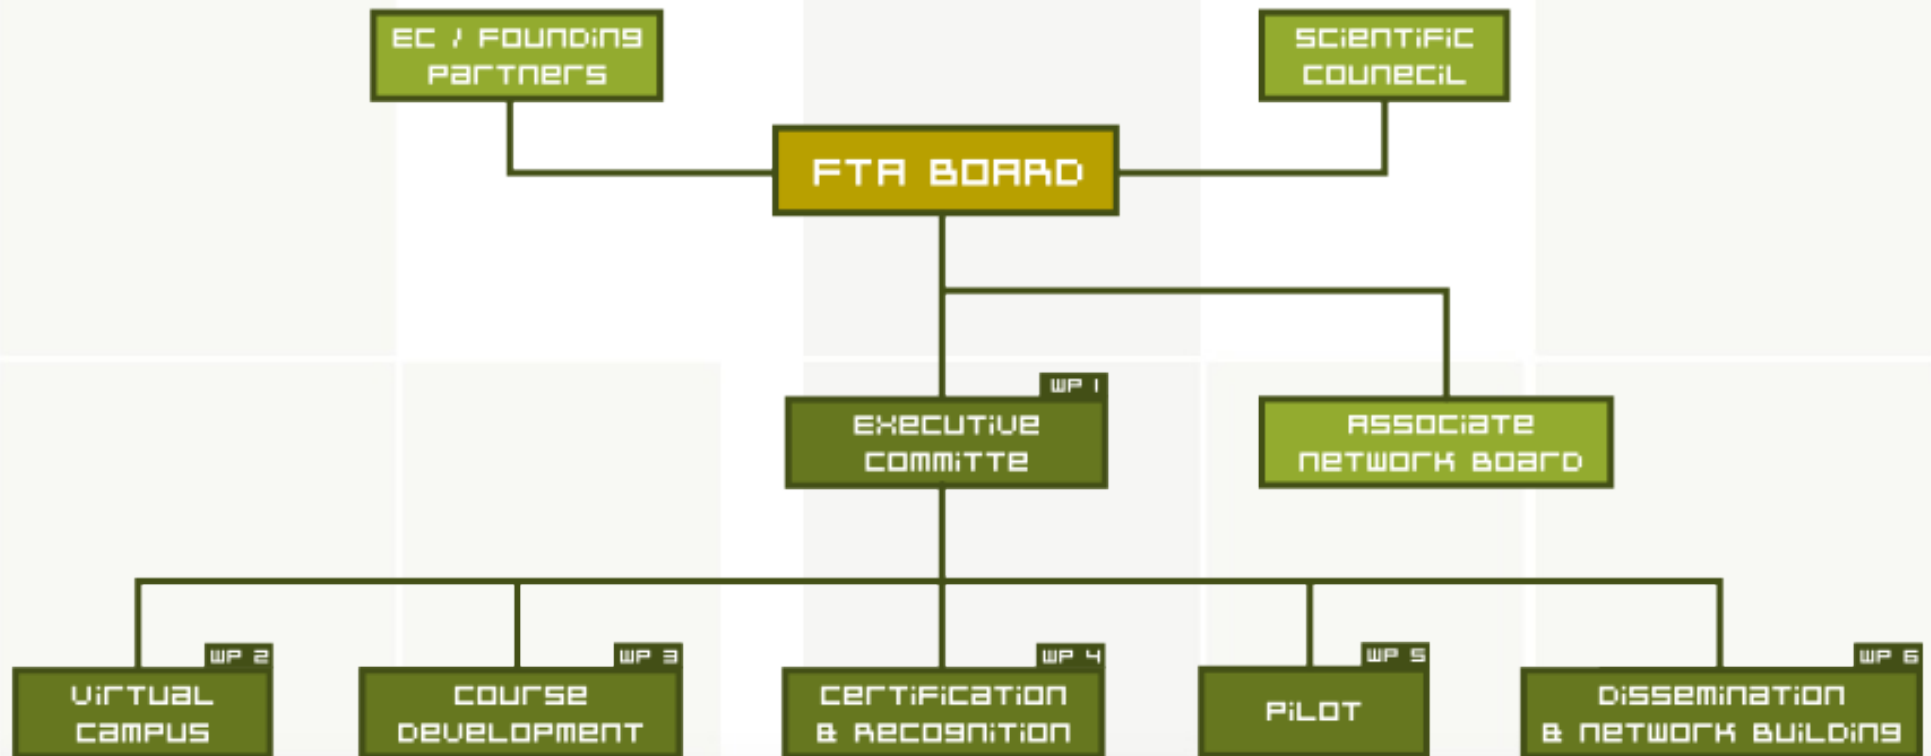 EC / Founding
Partners
Scientific
Counecil
FTA BOARD
WP 1
Executive
Committe
Associate
Network Board
WP 2
Virtual
Campus
WP 3
Course
Development
WP 4
Certification
& Recognition
WP 5
Pilot
WP 6
Dissemination
& Network Building